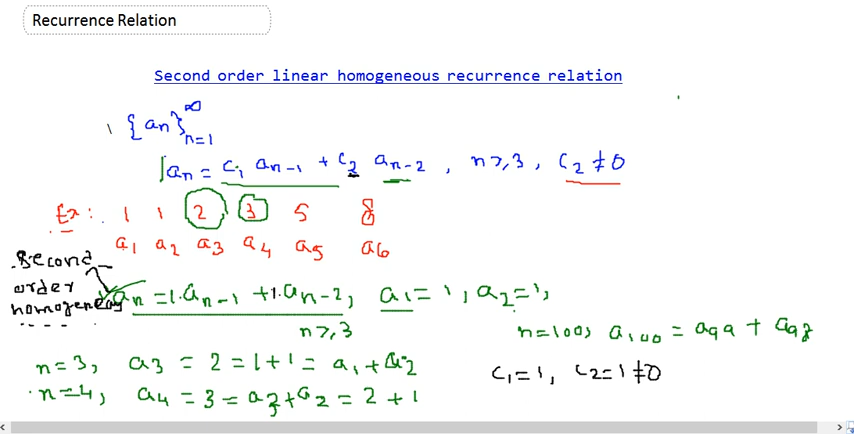 Recurrence Relation
Second order linear homogeneous recurrence relation
{an}∞n=1
an = c1 an-1 + c2 an-2, n≥3, c2≠0
Ex: 1 1 2 3 5 8
a1 a2 a3 a4 a5 a6
Second order homogeneous
an = 1.an-1 + 1.an-2, a1 = 1, a2 = 1,
n≥3
n=100, a100 = a99 + a98
n=3, a3 = 2 = 1+1 = a1 + a2
c1=1, c2=1≠0
n=4, a4 = 3 = a3 + a2 = 2 + 1